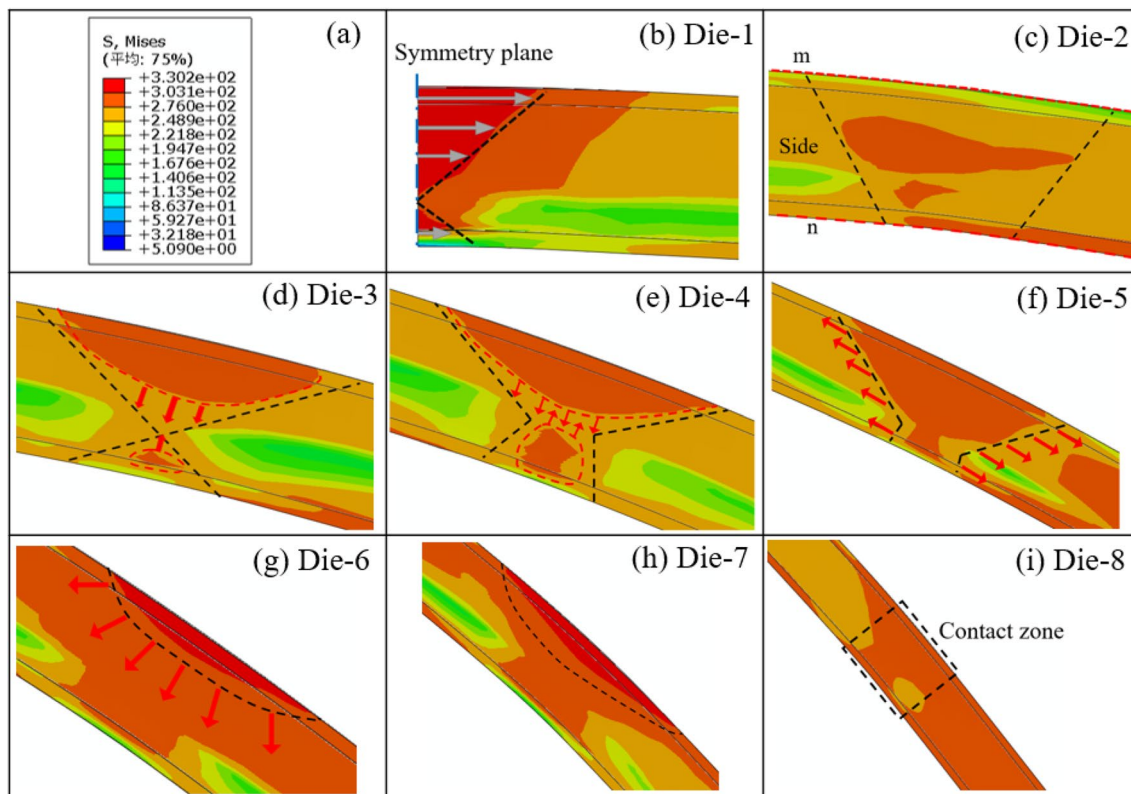 S, Mises
(平均: 75%)
+3.302e+02
+3.031e+02
+2.760e+02
+2.489e+02
+2.218e+02
+1.947e+02
+1.676e+02
+1.406e+02
+1.135e+02
+8.637e+01
+5.927e+01
+3.218e+01
+5.090e+00
(a)
(b) Die-1
Symmetry plane
(c) Die-2
m
Side
n
(d) Die-3
(e) Die-4
(f) Die-5
(g) Die-6
(h) Die-7
(i) Die-8
Contact zone